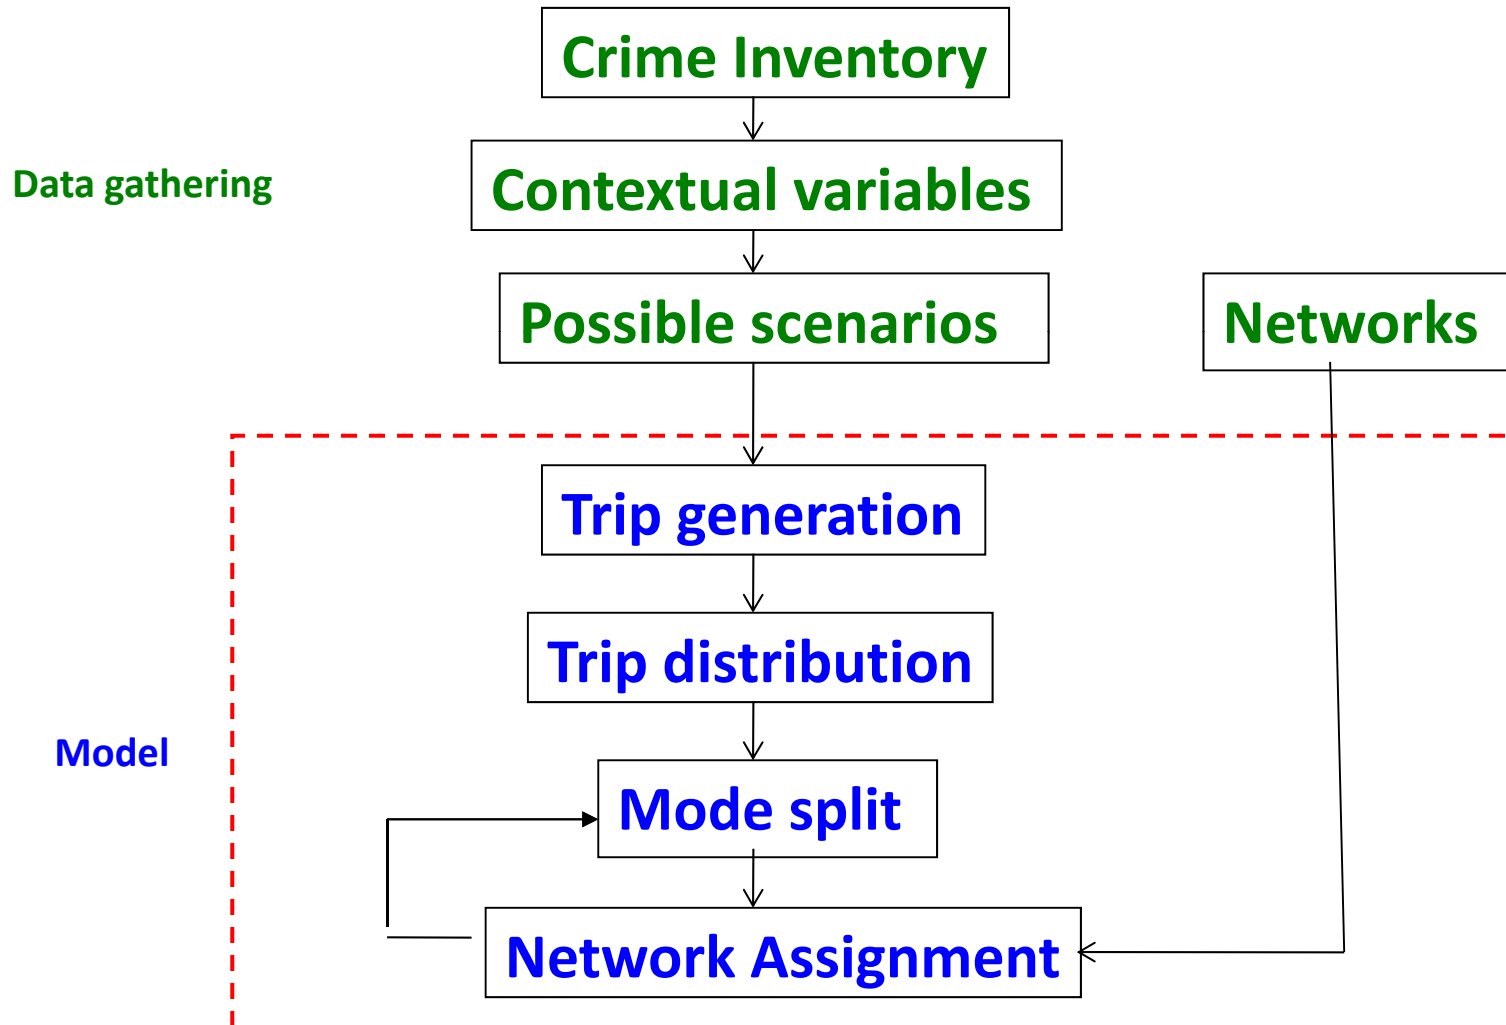 Crime Inventory
Data gathering
Contextual variables
Possible scenarios
Networks
Trip generation
Trip distribution
Model
Mode split
Network Assignment